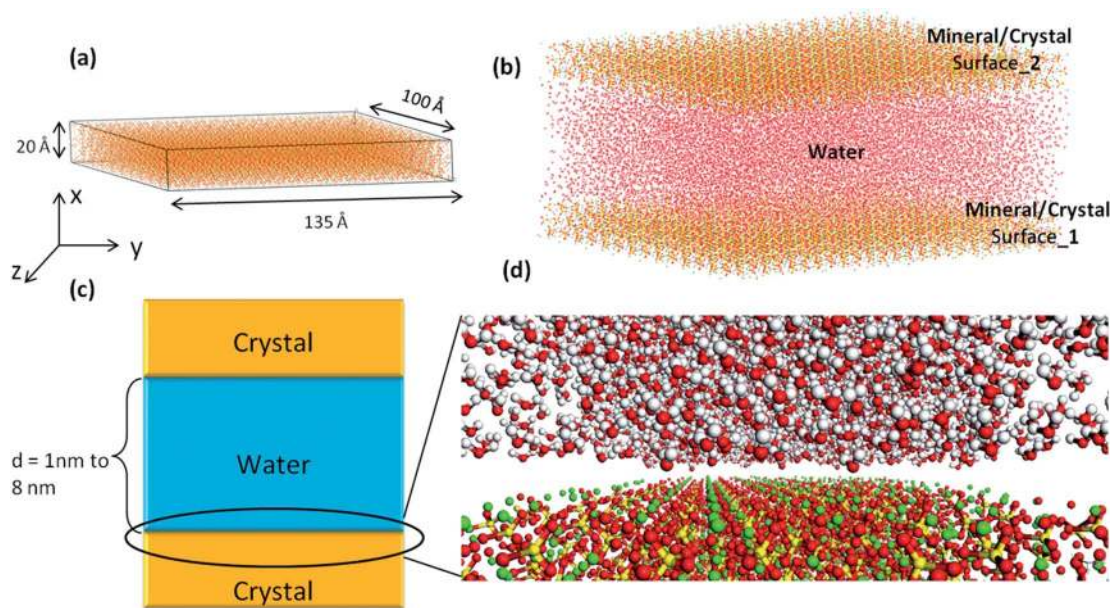 (a)
100 Å
20 Å
135 Å
x
y
z
(b)
Mineral/Crystal
Surface_2
Water
Mineral/Crystal
Surface_1
(c)
Crystal
Water
d = 1nm to
8 nm
Crystal
(d)